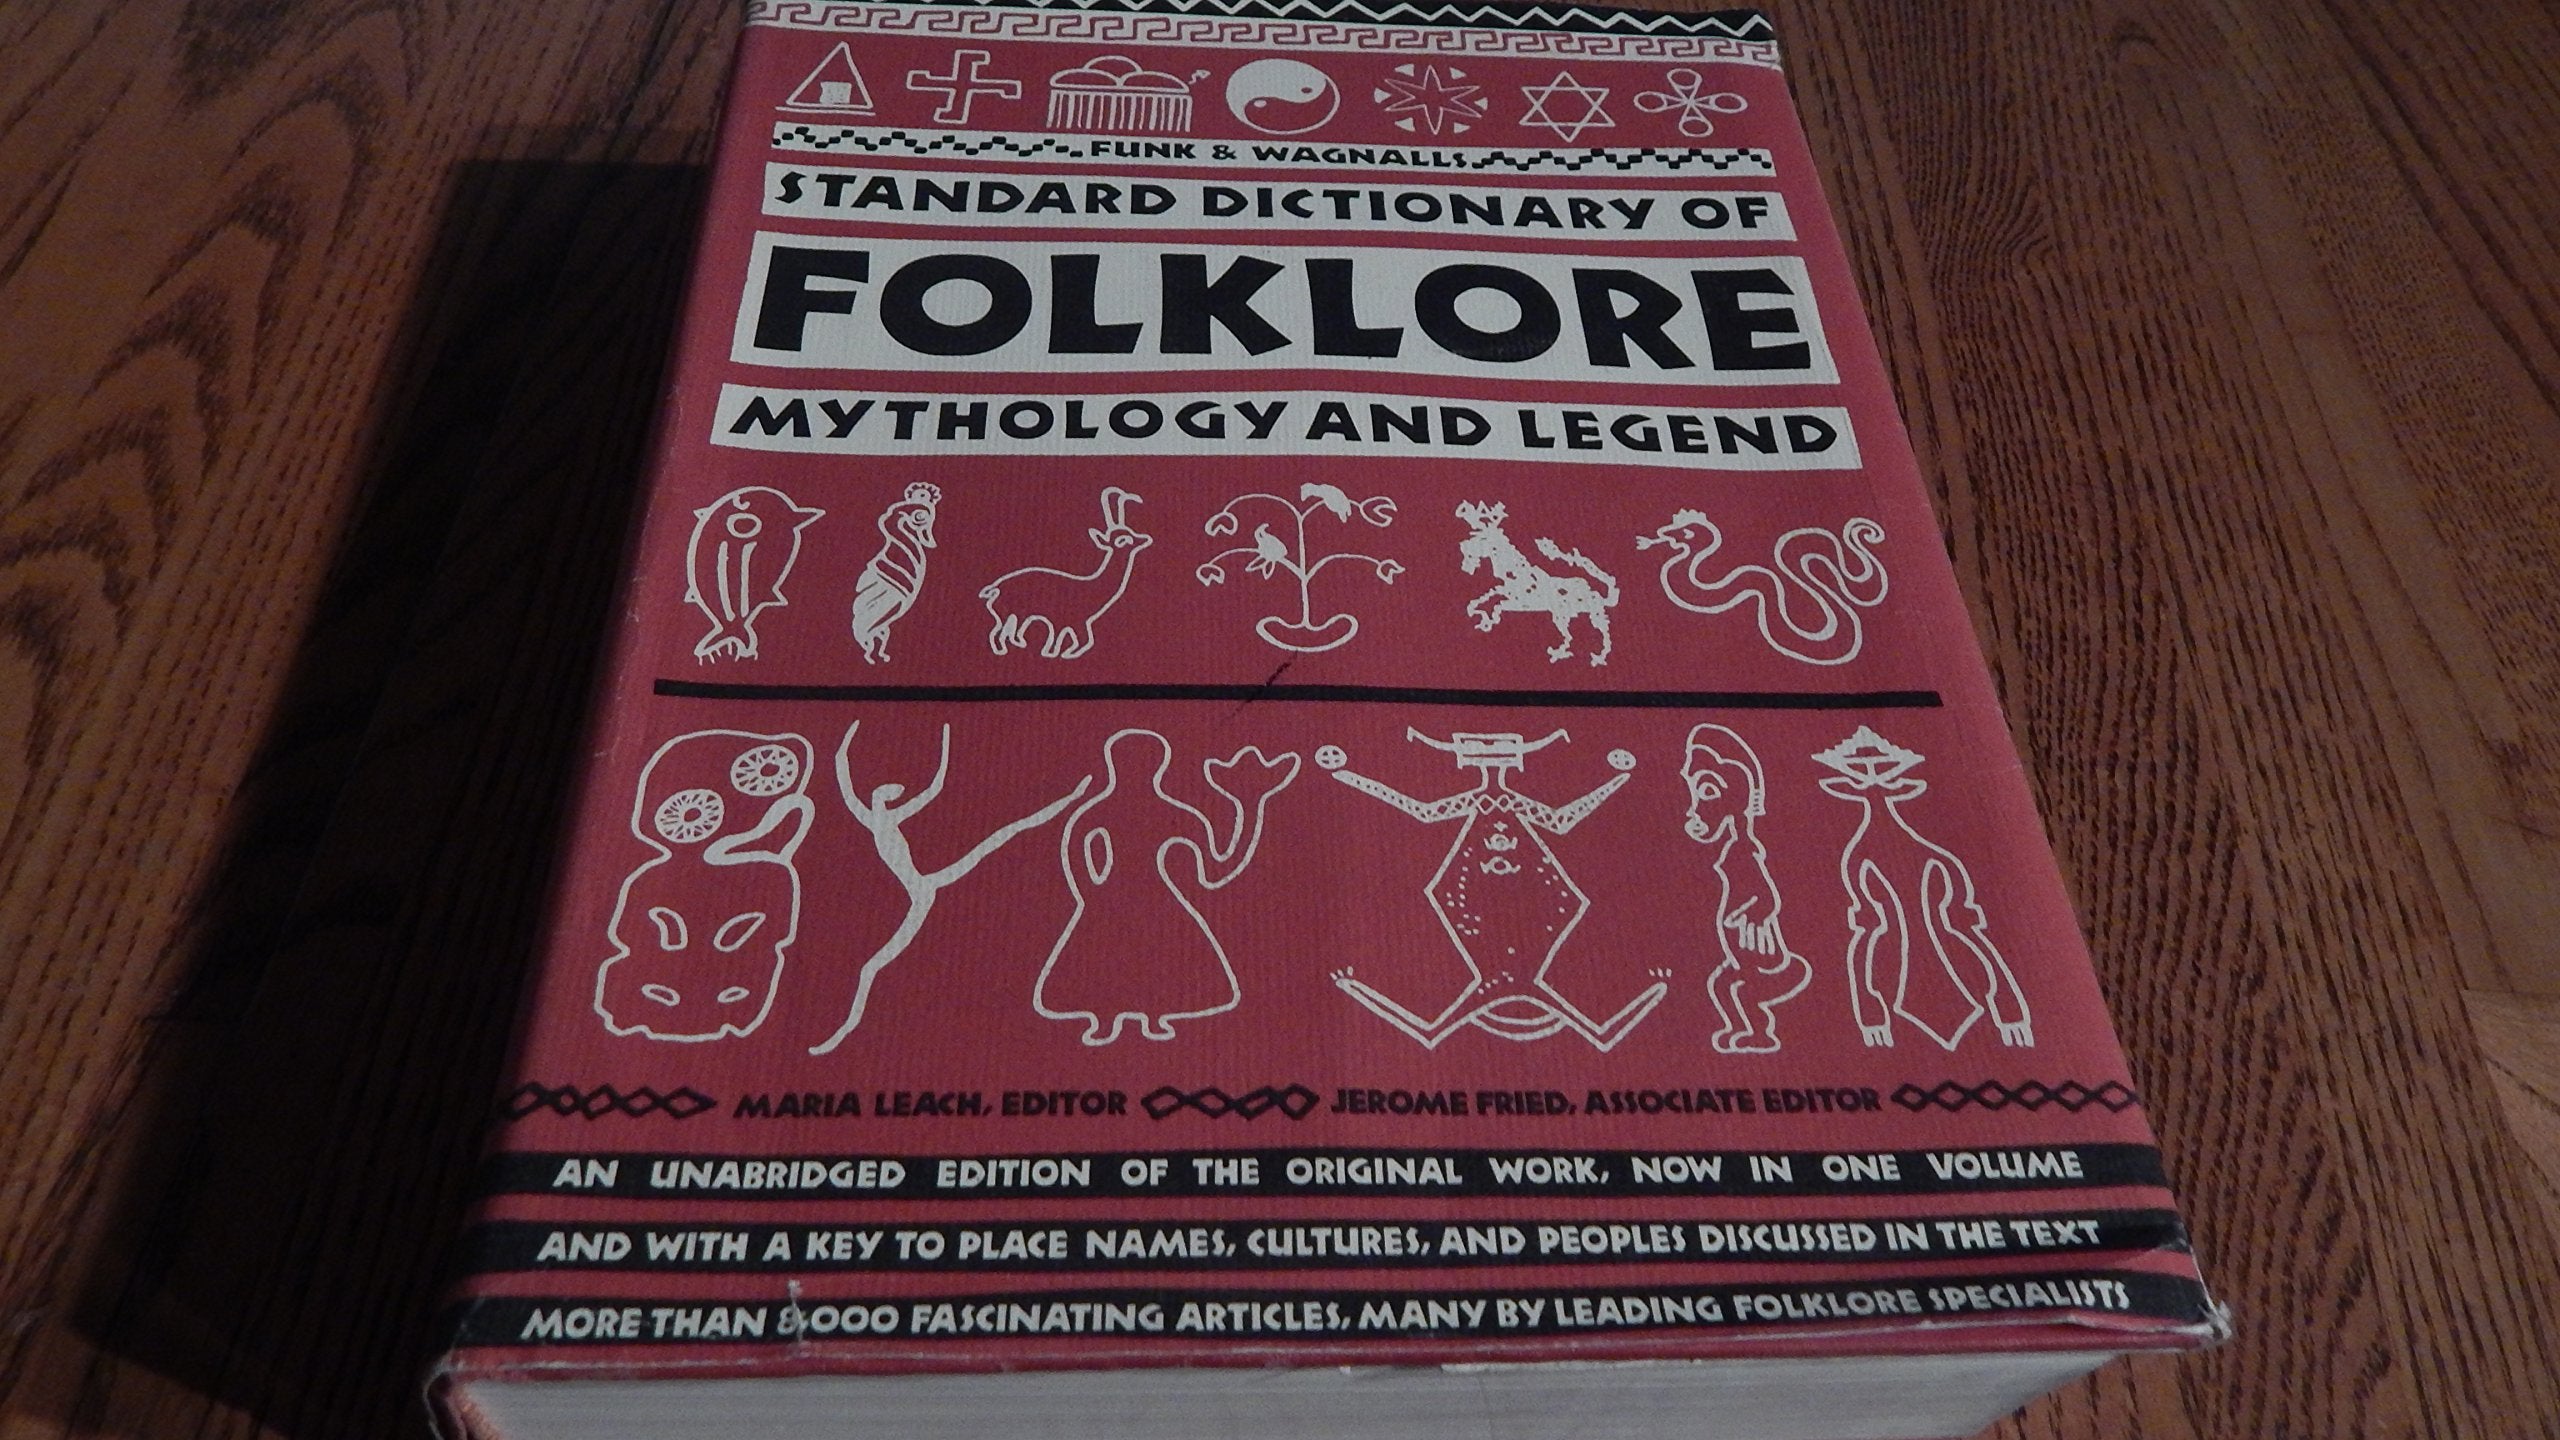 FUNK & WAGNALLS
STANDARD DICTIONARY OF
FOLKLORE
MYTHOLOGY AND LEGEND
MARIA LEACH, EDITOR JEROME FRIED, ASSOCIATE EDITOR
AN UNABRIDGED EDITION OF THE ORIGINAL WORK, NOW IN ONE VOLUME
AND WITH A KEY TO PLACE NAMES, CULTURES, AND PEOPLES DISCUSSED IN THE TEXT
MORE THAN 8,000 FASCINATING ARTICLES, MANY BY LEADING FOLKLORE SPECIALISTS